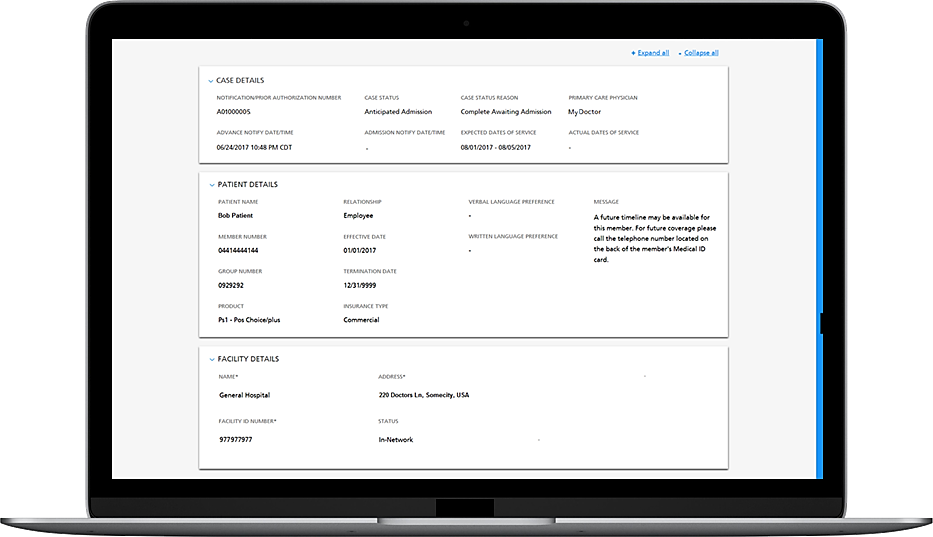 + Expand all - Collapse all
CASE DETAILS
NOTIFICATION/PRIOR AUTHORIZATION NUMBER CASE STATUS CASE STATUS REASON PRIMARY CARE PHYSICIAN
A01000005 Anticipated Admission Complete Awaiting Admission MyDoctor
ADVANCE NOTIFY DATE/TIME ADMISSION NOTIFY DATE/TIME EXPECTED DATES OF SERVICE ACTUAL DATES OF SERVICE
06/24/2017 10:48 PM CDT - 08/01/2017 - 08/05/2017 -
PATIENT DETAILS
PATIENT NAME RELATIONSHIP VERBAL LANGUAGE PREFERENCE MESSAGE
Bob Patient Employee -
A future timeline may be available for
this member. For future coverage please
call the telephone number located on
the back of the member's Medical ID
card.
MEMBER NUMBER EFFECTIVE DATE WRITTEN LANGUAGE PREFERENCE
04414444144 01/01/2017 -
GROUP NUMBER TERMINATION DATE
0929292 12/31/9999
PRODUCT INSURANCE TYPE
Ps1 - Pos Choice/plus Commercial
FACILITY DETAILS
NAME* ADDRESS* -
General Hospital 220 Doctors Ln, Somecity, USA
FACILITY ID NUMBER* STATUS
977977977 In-Network -